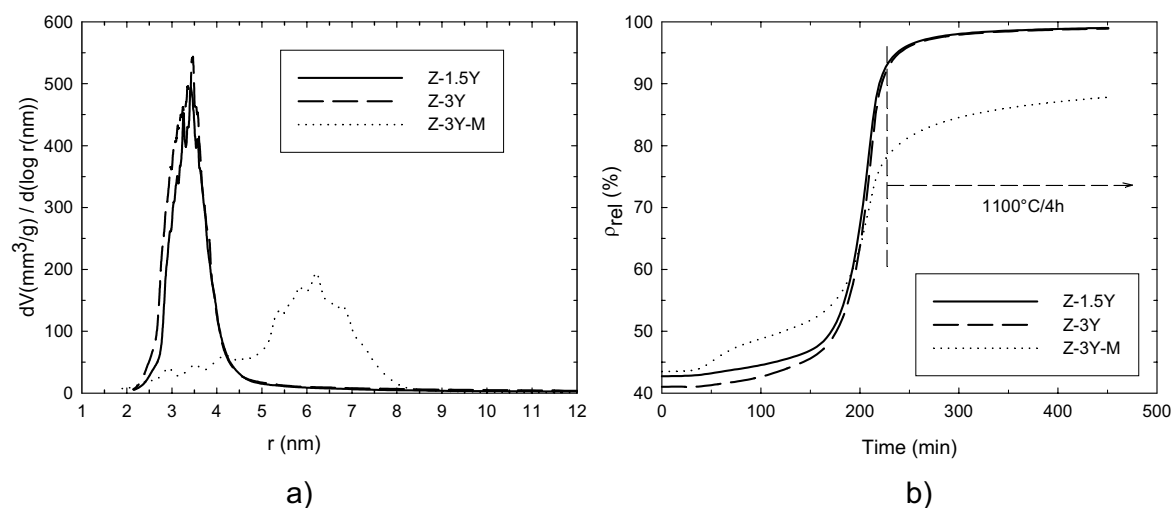 600
500
400
300
200
100
0
dV(mm³/g) / d(log r(nm))
Z-1.5Y
Z-3Y
Z-3Y-M
1 2 3 4 5 6 7 8 9 10 11 12
r (nm)
a)
100
90
80
70
60
50
40
ρrel (%)
1100°C/4h
Z-1.5Y
Z-3Y
Z-3Y-M
0 100 200 300 400 500
Time (min)
b)